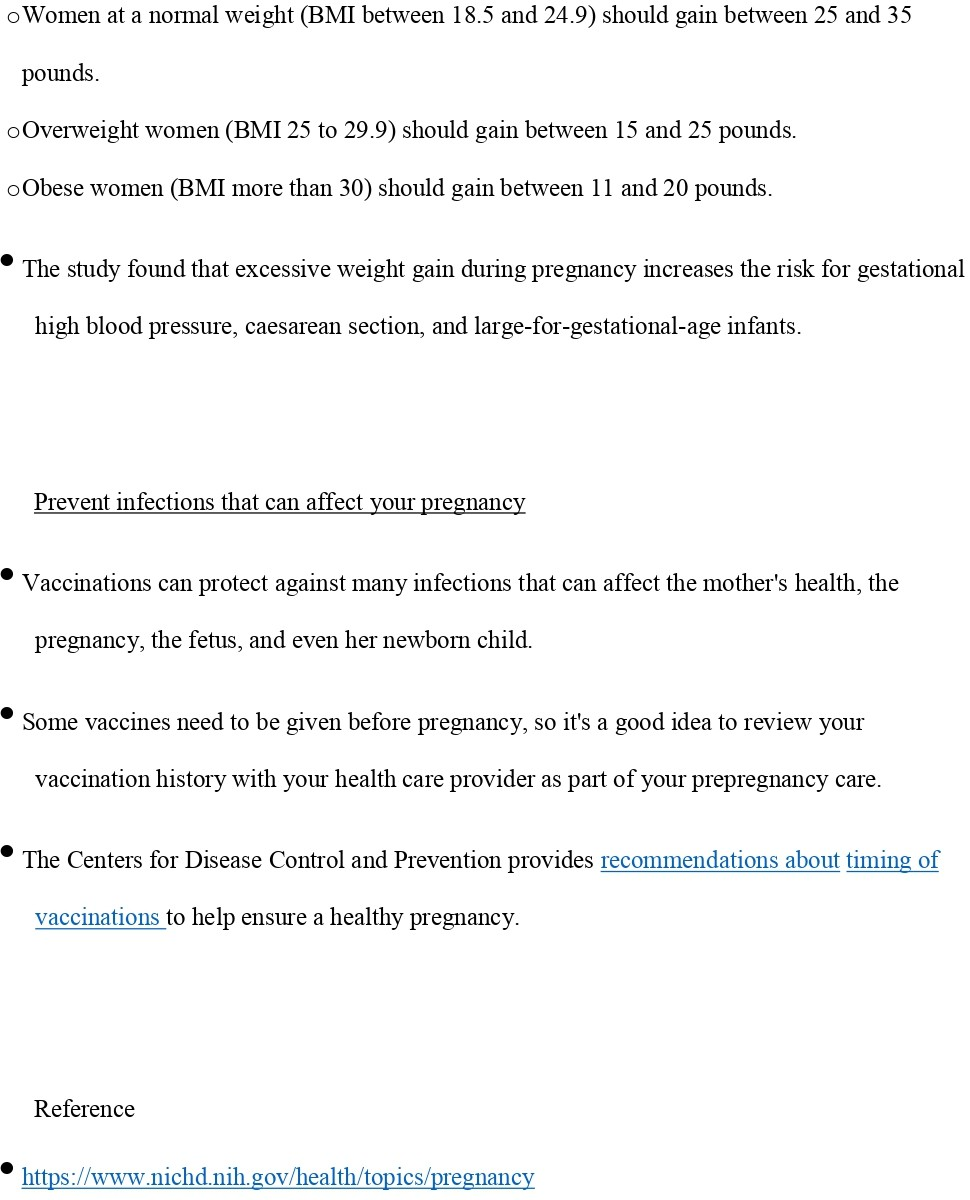 oWomen at a normal weight (BMI between 18.5 and 24.9) should gain between 25 and 35
pounds.
oOverweight women (BMI 25 to 29.9) should gain between 15 and 25 pounds.
oObese women (BMI more than 30) should gain between 11 and 20 pounds.
• The study found that excessive weight gain during pregnancy increases the risk for gestational
high blood pressure, caesarean section, and large-for-gestational-age infants.
Prevent infections that can affect your pregnancy
• Vaccinations can protect against many infections that can affect the mother's health, the
pregnancy, the fetus, and even her newborn child.
• Some vaccines need to be given before pregnancy, so it's a good idea to review your
vaccination history with your health care provider as part of your prepregnancy care.
• The Centers for Disease Control and Prevention provides recommendations about timing of
vaccinations to help ensure a healthy pregnancy.
Reference
• https://www.nichd.nih.gov/health/topics/pregnancy